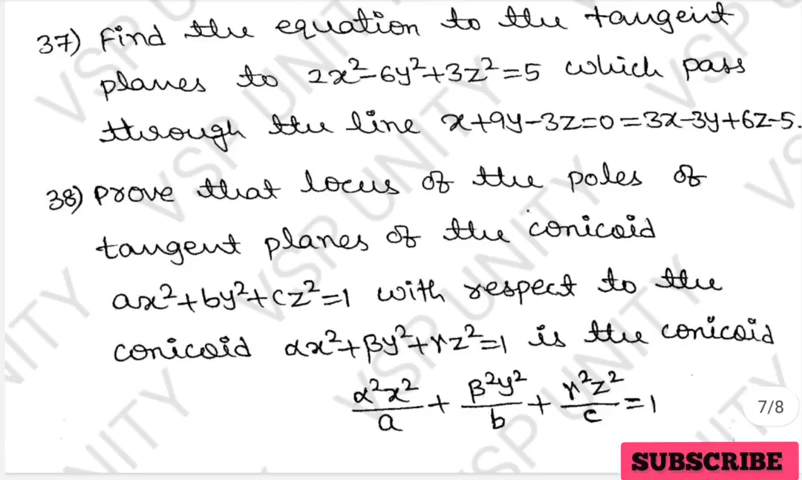 37) Find the equation to the tangent
planes to 2x²-6y²+3z²=5 which pass
through the line x+9y-3z=0=3x-3y+6z-5.
38) Prove that locus of the poles of
tangent planes of the conicoid
ax²+by²+cz²=1 with respect to the
conicoid αx²+βy²+γz²=1 is the conicoid
α²x²/a + β²y²/b + γ²z²/c = 1
7/8
SUBSCRIBE
VSP UNITY